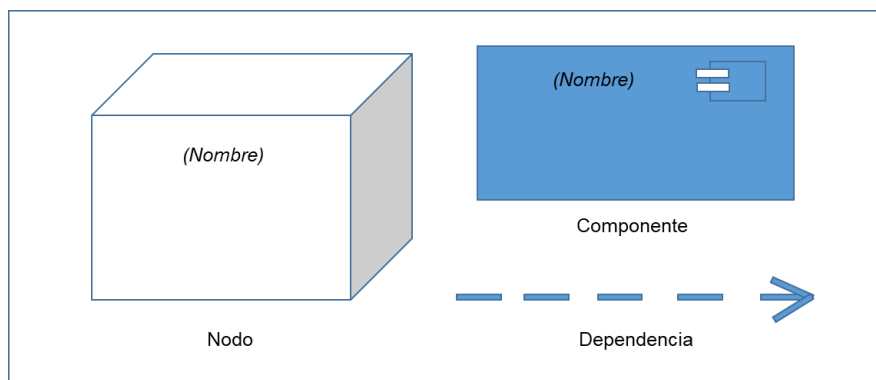 (Nombre)
Nodo
(Nombre)
Componente
Dependencia